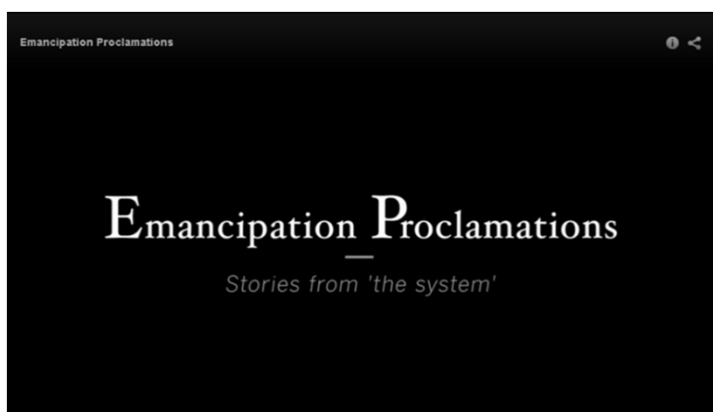 Emancipation Proclamations
Emancipation Proclamations
Stories from 'the system'